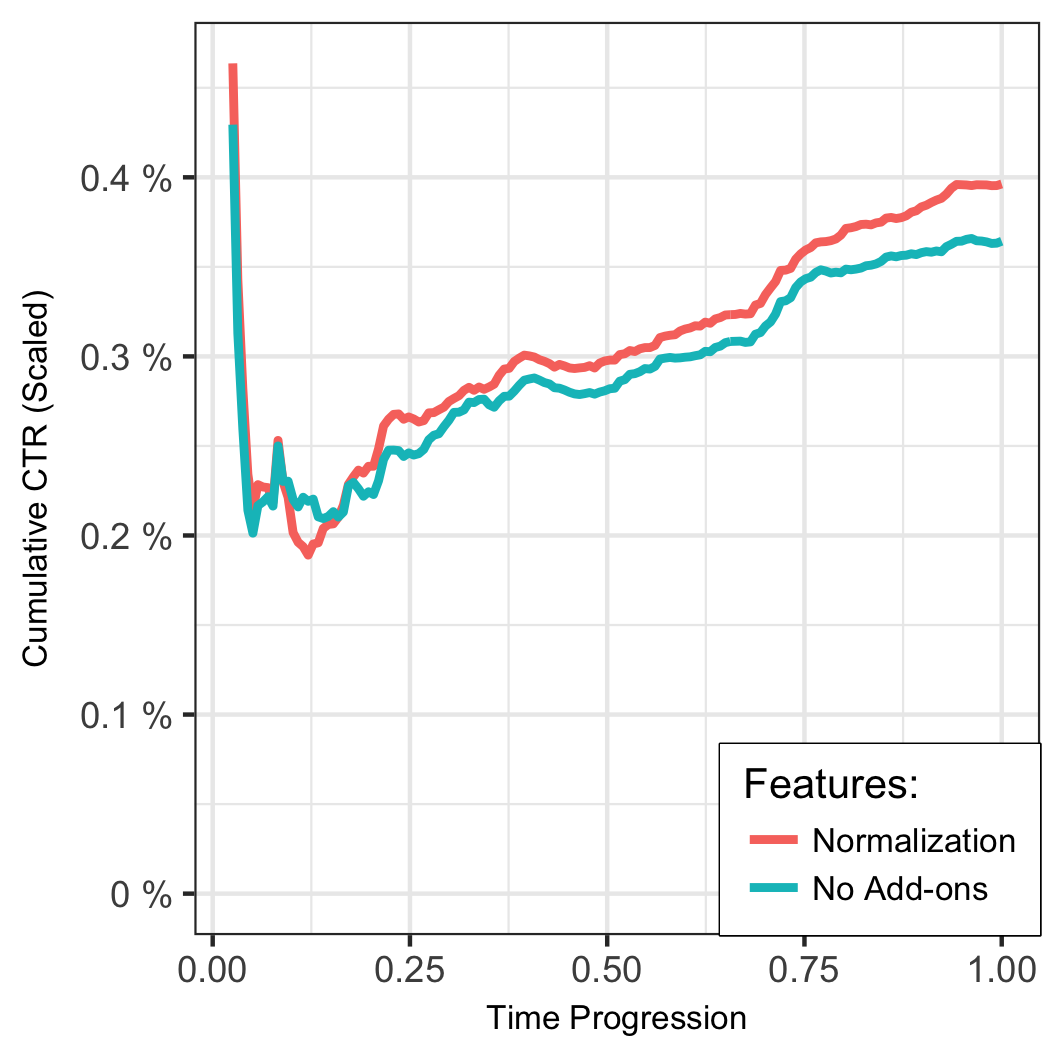 Cumulative CTR (Scaled)
0.4 %
0.3 %
0.2 %
0.1 %
0 %
Features:
Normalization
No Add-ons
0.00 0.25 0.50 0.75 1.00
Time Progression